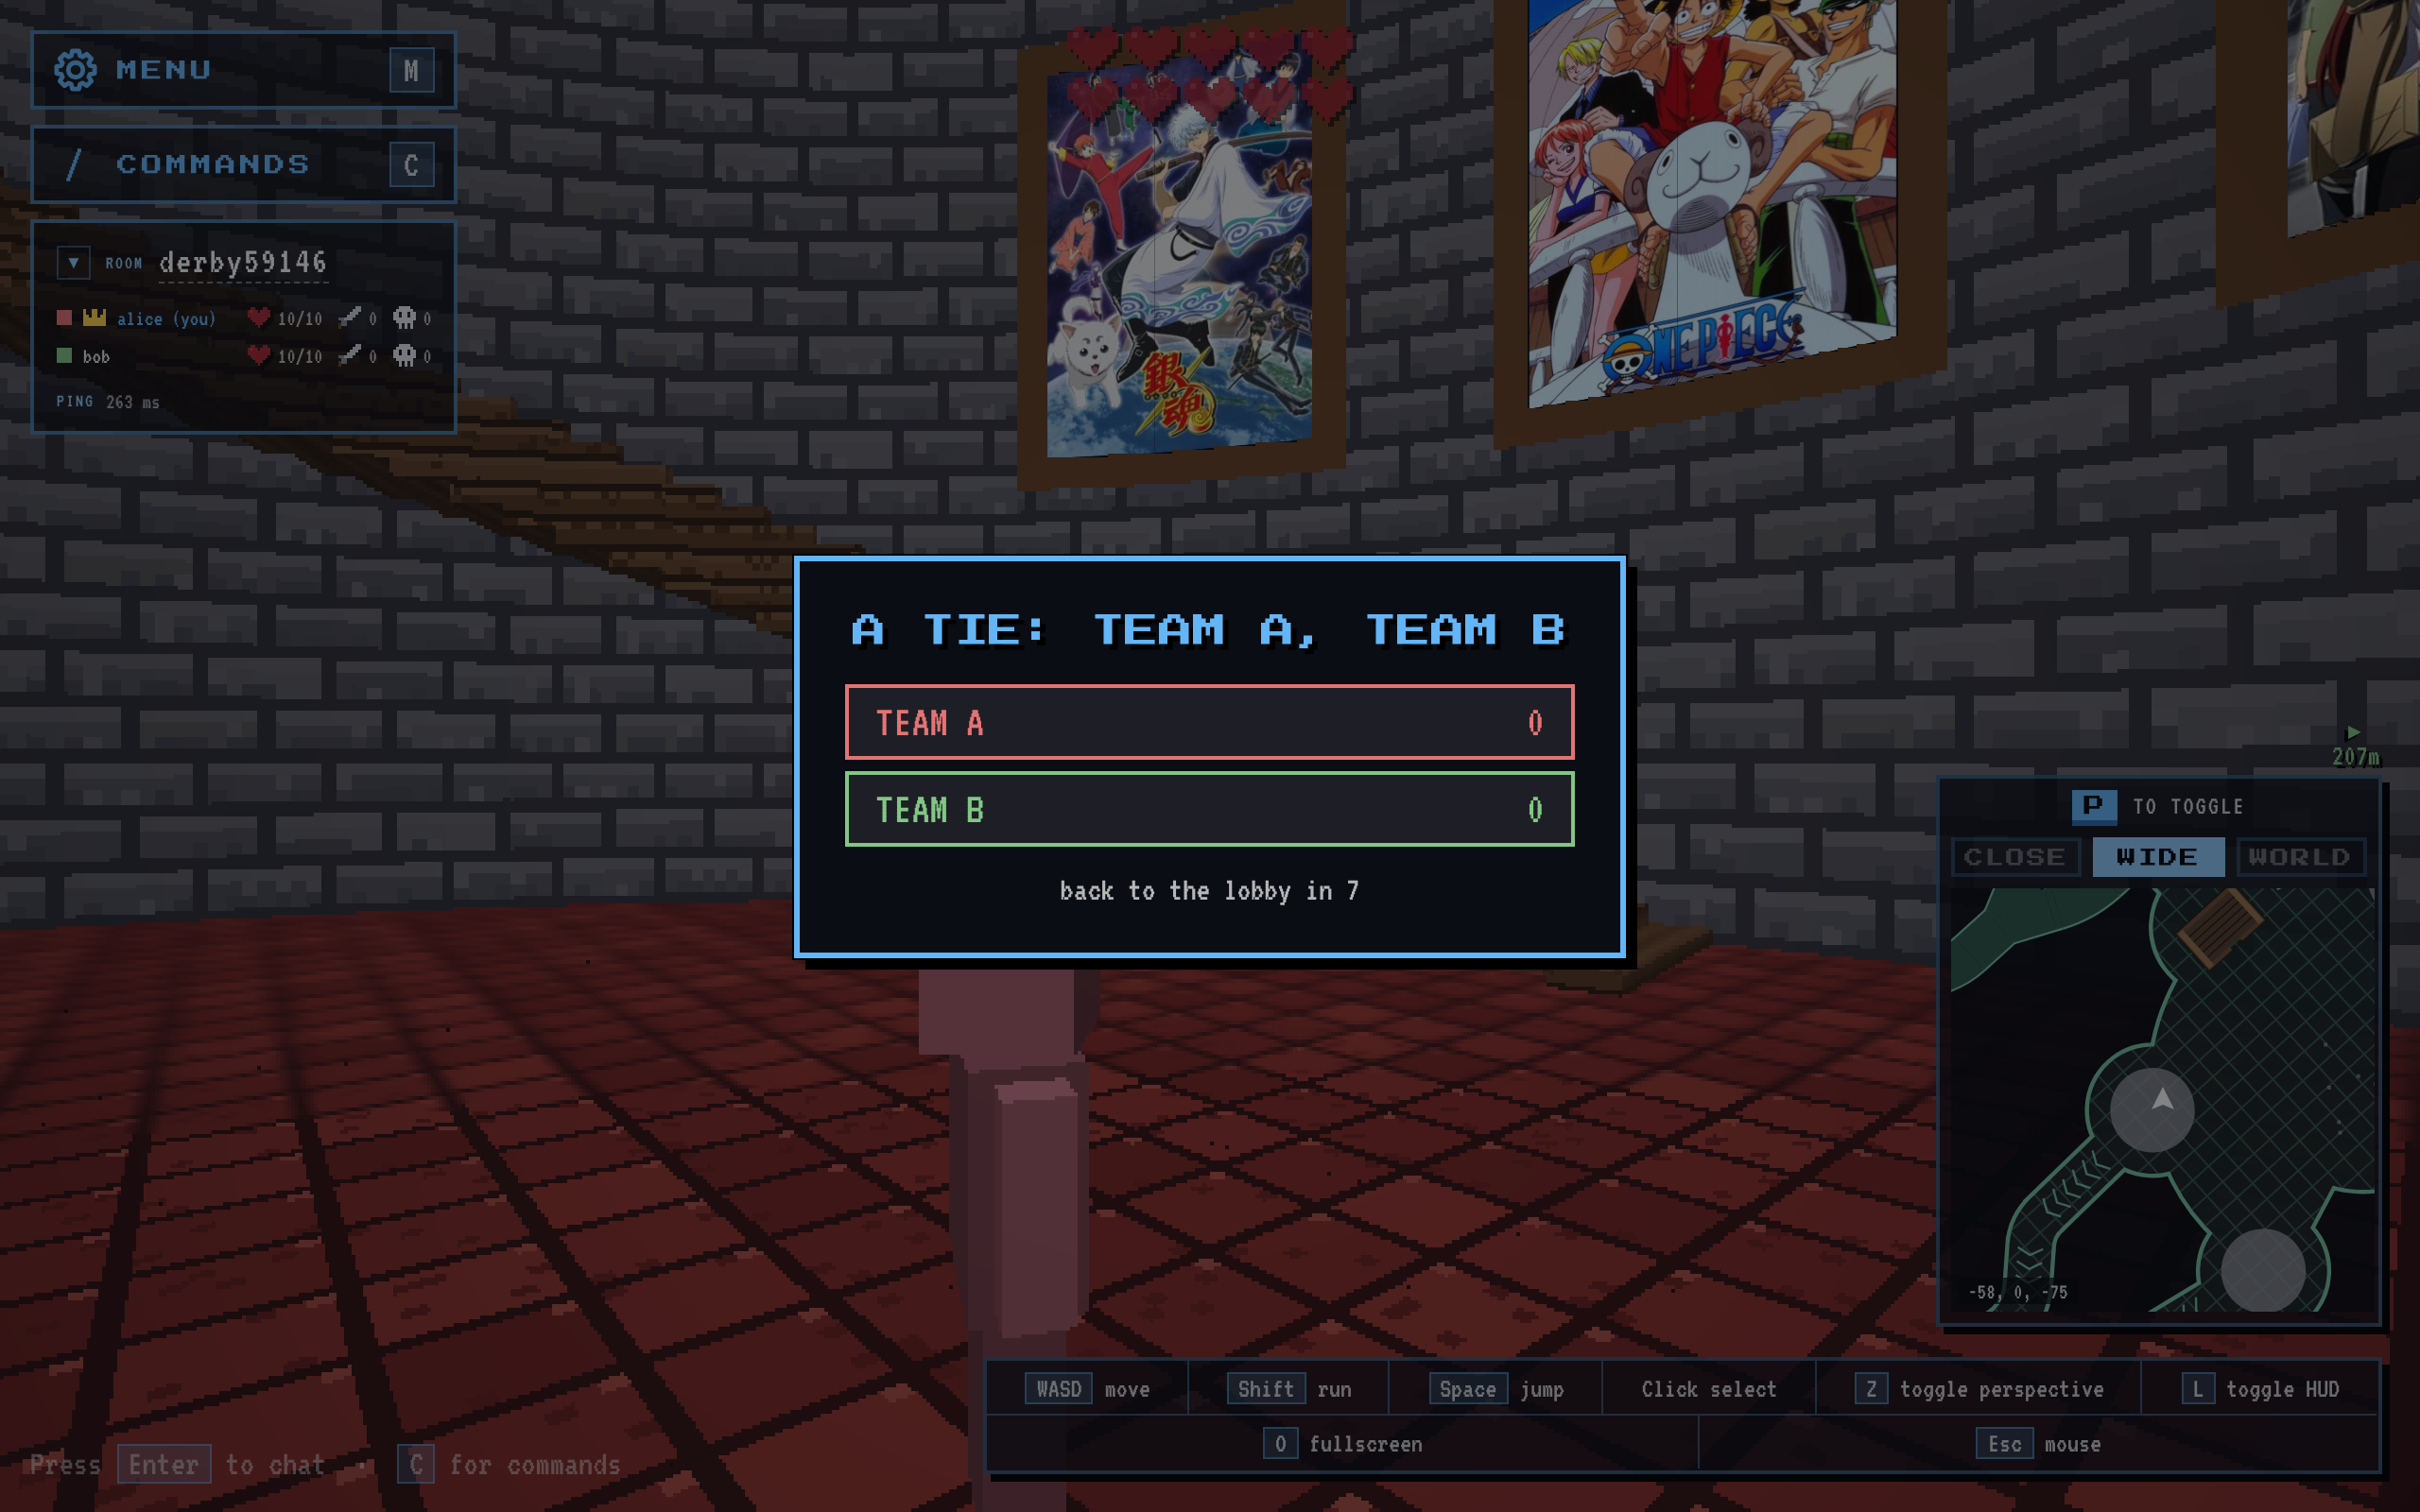 MENU M
/ COMMANDS C
▼ ROOM derby59146
alice (you) 10/10 0 0
bob 10/10 0 0
PING 263 ms
銀魂
ONE PIECE
A TIE: TEAM A, TEAM B
TEAM A 0
TEAM B 0
back to the lobby in 7
207m
P TO TOGGLE
CLOSE WIDE WORLD
-58, 0, -75
WASD move Shift run Space jump Click select Z toggle perspective L toggle HUD
O fullscreen Esc mouse
Press Enter to chat · C for commands